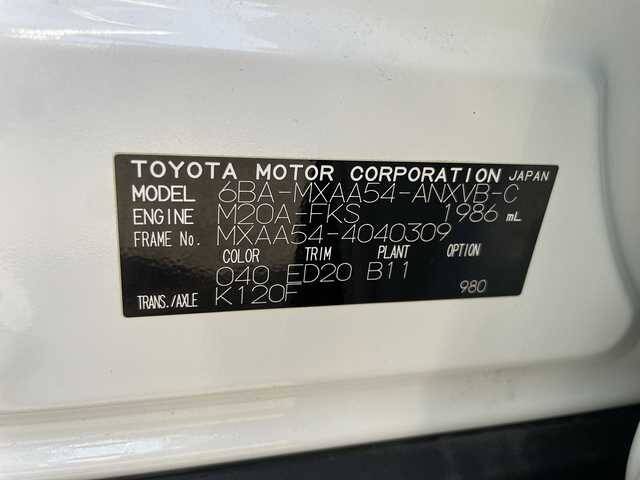 TOYOTA MOTOR CORPORATION JAPAN
MODEL 6BA-MXAA54-ANXVB-C
ENGINE M20A-FKS 1986 mL
FRAME No. MXAA54-4040309
COLOR TRIM PLANT OPTION
040 ED20 B11
TRANS./AXLE K120F 980